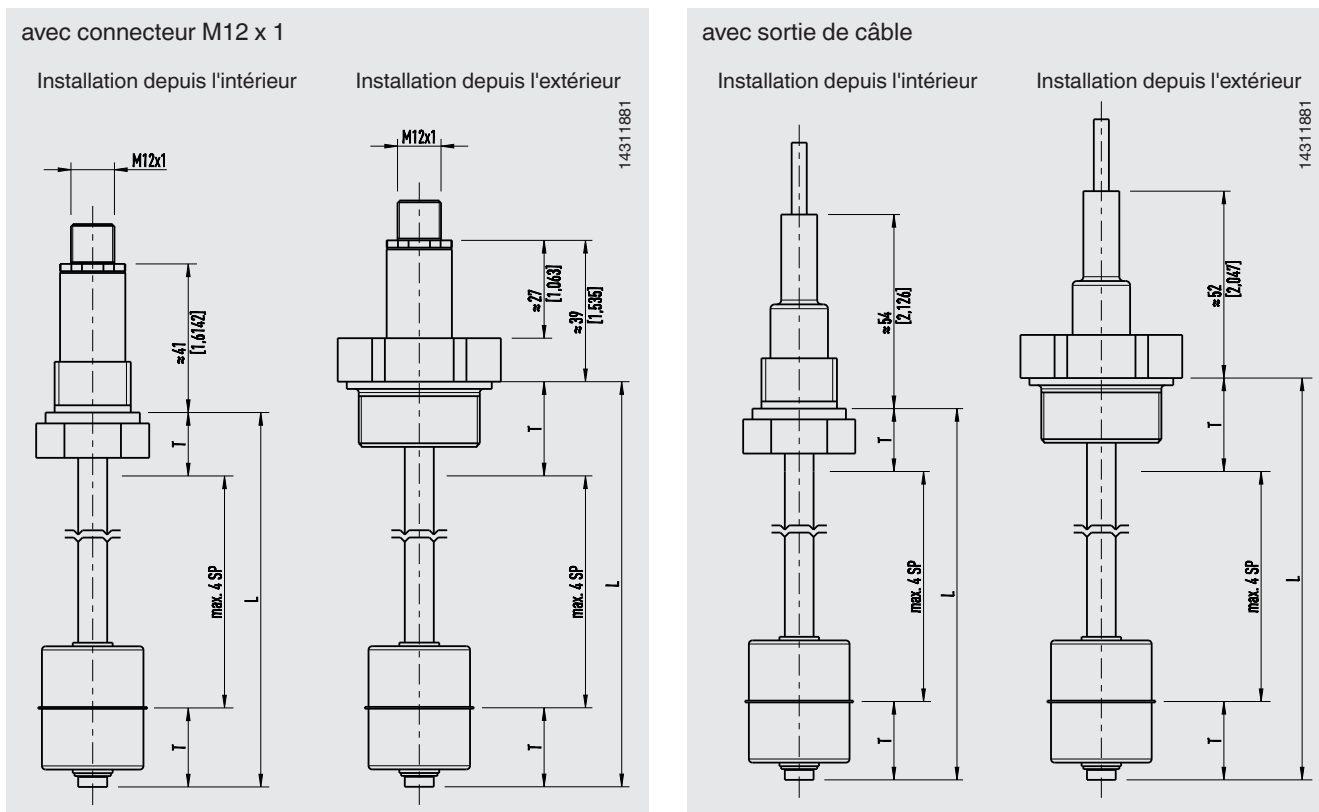 avec connecteur M12 x 1
Installation depuis l'intérieur
Installation depuis l'extérieur
14311881
M12x1
≈41
[1,6142]
T
max. 4 SP
L
T
M12x1
≈27
[1,063]
≈39
[1,535]
T
max. 4 SP
L
T
avec sortie de câble
Installation depuis l'intérieur
Installation depuis l'extérieur
14311881
≈54
[2,126]
T
max. 4 SP
L
T
≈52
[2,047]
T
max. 4 SP
L
T